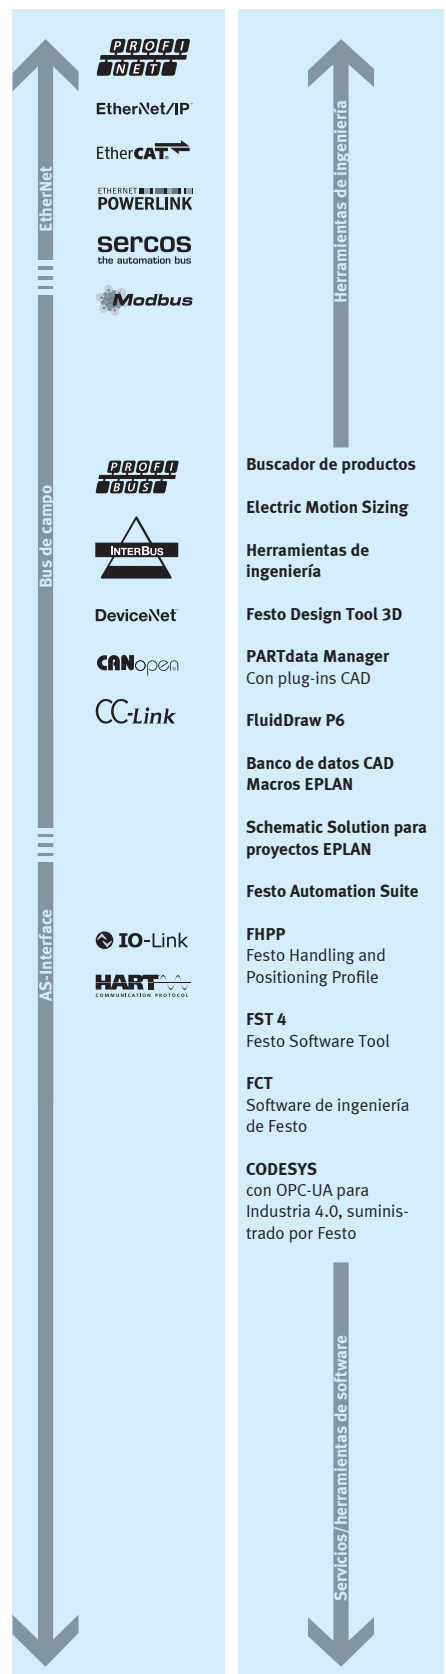 EtherNet
PROFI
NET
EtherNet/IP
EtherCAT.
ETHERNET
POWERLINK
sercos
the automation bus
Modbus
Bus de campo
PROFI
BUS
INTERBUS
DeviceNet
CANopen
CC-Link
AS-Interface
IO-Link
HART
COMMUNICATION PROTOCOL
Herramientas de ingeniería
Buscador de productos
Electric Motion Sizing
Herramientas de
ingeniería
Festo Design Tool 3D
PARTdata Manager
Con plug-ins CAD
FluidDraw P6
Banco de datos CAD
Macros EPLAN
Schematic Solution para
proyectos EPLAN
Festo Automation Suite
FHPP
Festo Handling and
Positioning Profile
FST 4
Festo Software Tool
FCT
Software de ingeniería
de Festo
CODESYS
con OPC-UA para
Industria 4.0, suminis-
trado por Festo
Servicios/herramientas de software